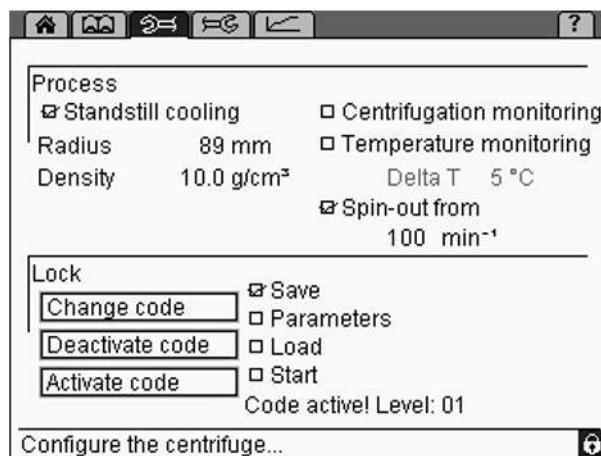 ?
Process
Standstill cooling
Centrifugation monitoring
Radius 89 mm
Temperature monitoring
Density 10.0 g/cm³
Delta T 5 °C
Spin-out from
100 min⁻¹
Lock
Change code
Save
Parameters
Deactivate code
Load
Activate code
Start
Code active! Level: 01
Configure the centrifuge...